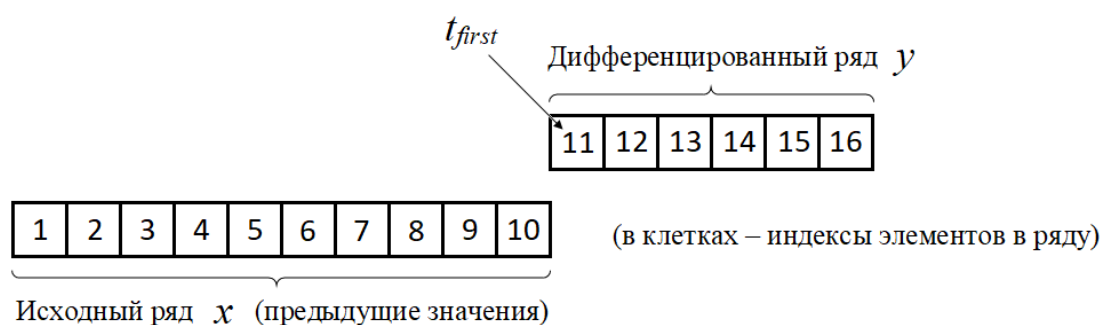 t_first
Дифференцированный ряд y
11 12 13 14 15 16
1 2 3 4 5 6 7 8 9 10
(в клетках – индексы элементов в ряду)
Исходный ряд x (предыдущие значения)